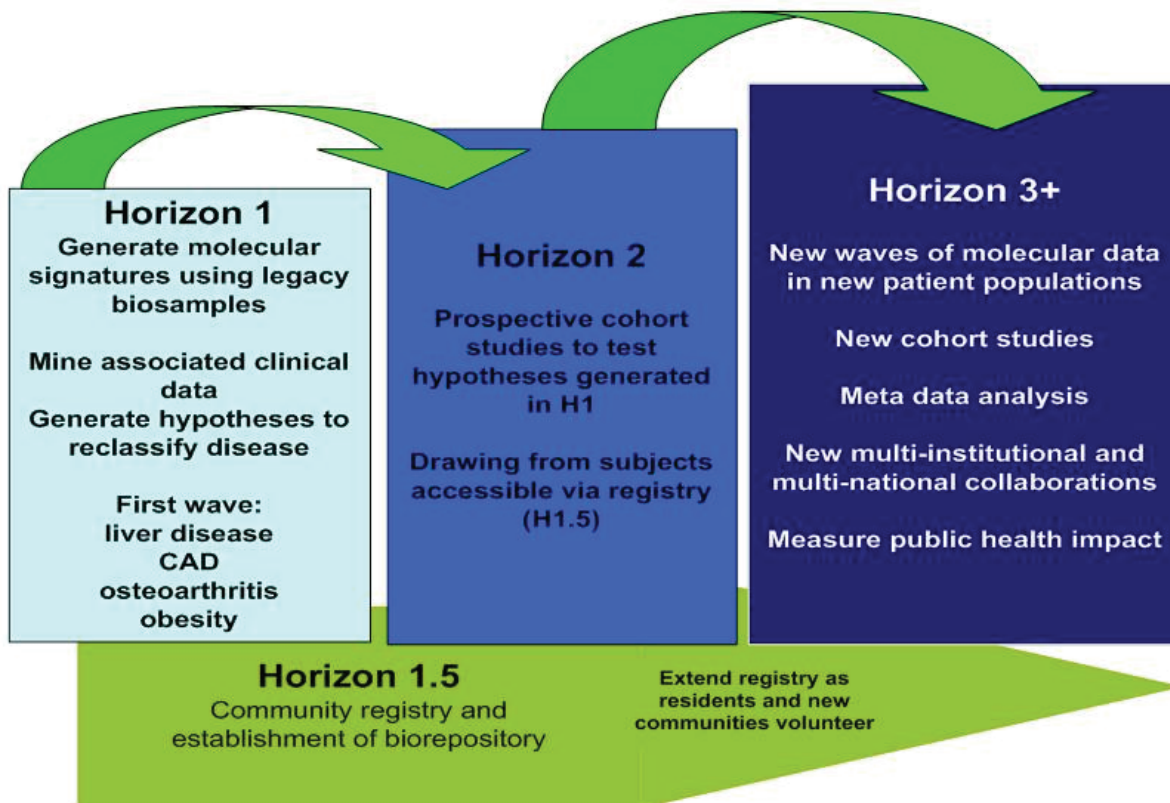 Horizon 1
Generate molecular
signatures using legacy
biosamples
Mine associated clinical
data
Generate hypotheses to
reclassify disease
First wave:
liver disease
CAD
osteoarthritis
obesity
Horizon 2
Prospective cohort
studies to test
hypotheses generated
in H1
Drawing from subjects
accessible via registry
(H1.5)
Horizon 3+
New waves of molecular data
in new patient populations
New cohort studies
Meta data analysis
New multi-institutional and
multi-national collaborations
Measure public health impact
Horizon 1.5
Community registry and
establishment of biorepository
Extend registry as
residents and new
communities volunteer